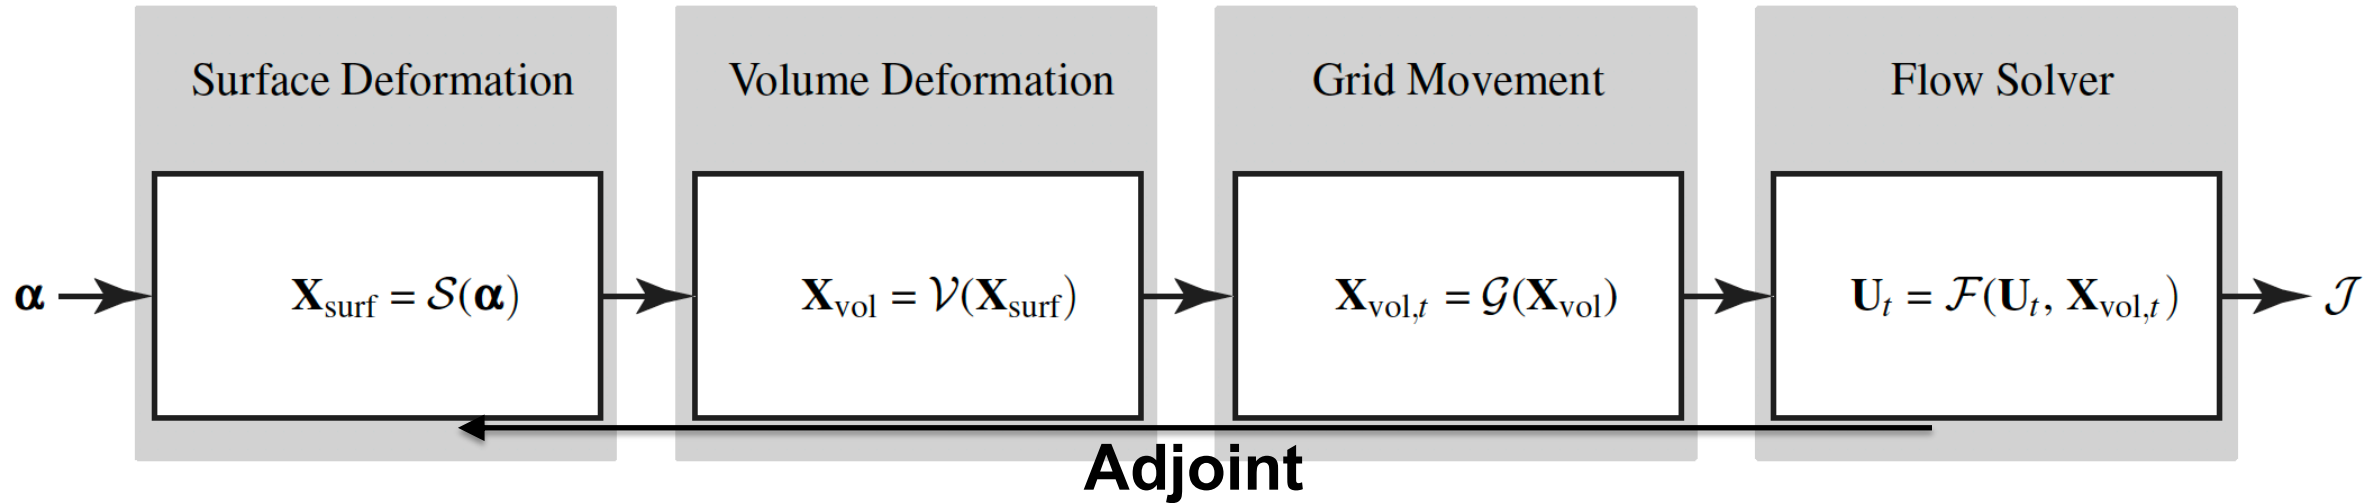 Surface Deformation
Volume Deformation
Grid Movement
Flow Solver
α
X_surf = 𝒮(α)
X_vol = 𝒱(X_surf)
X_vol,t = 𝒢(X_vol)
U_t = ℱ(U_t, X_vol,t)
𝒥
Adjoint